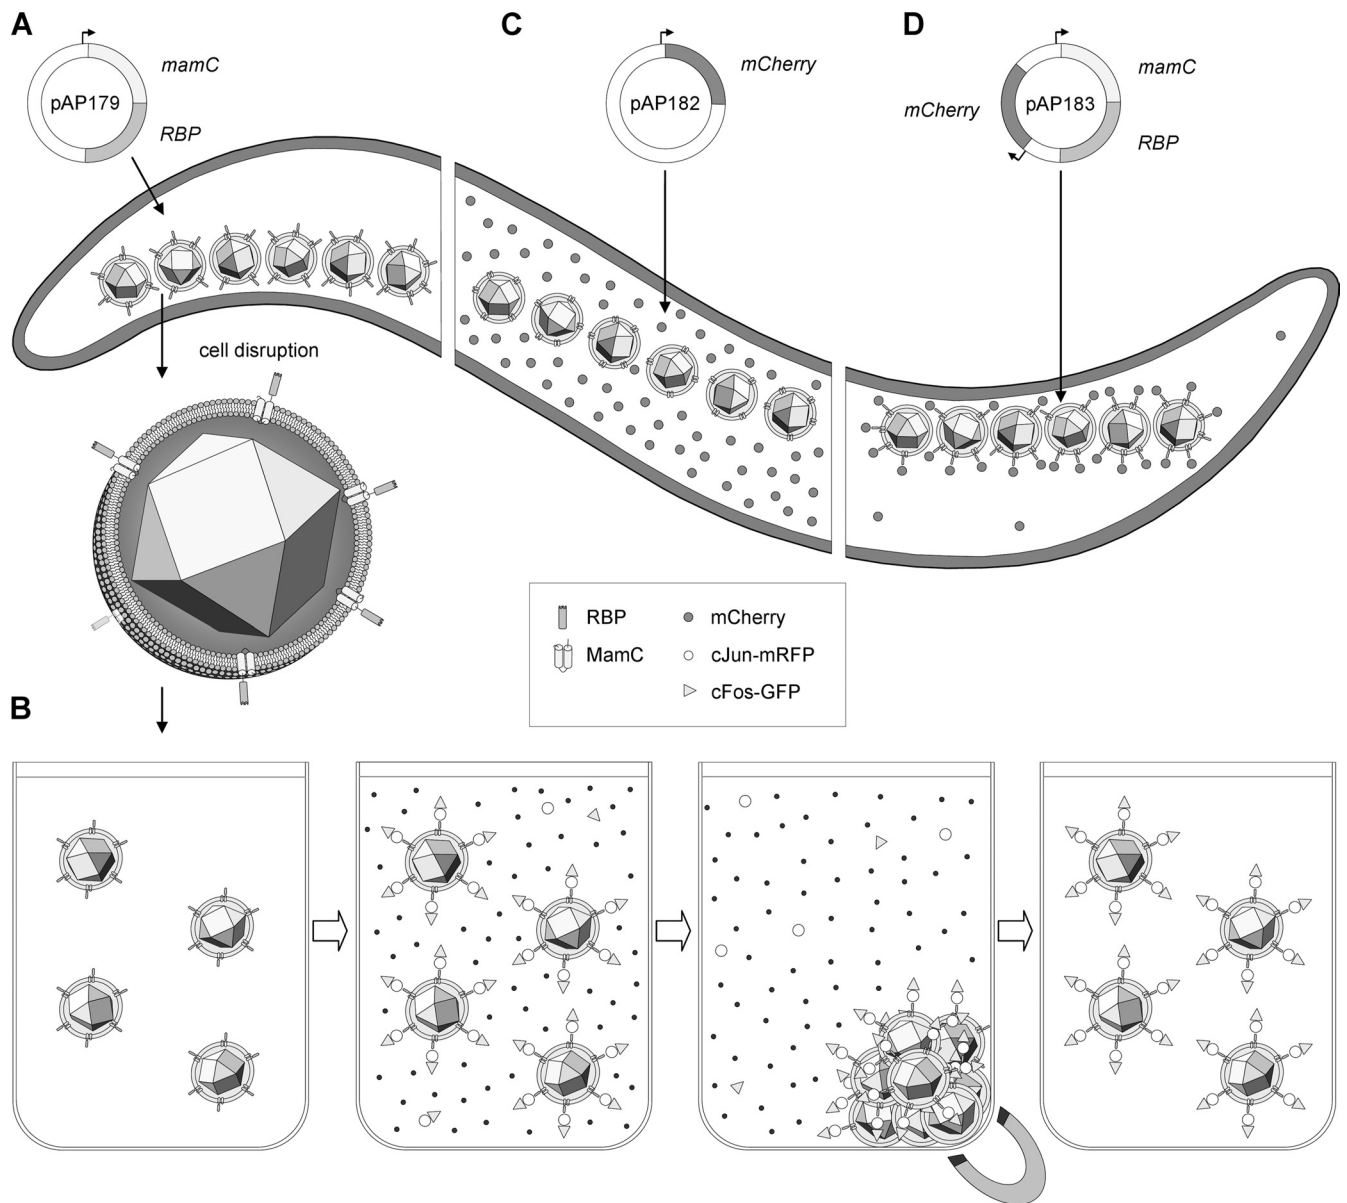 A
C
D
mamC
pAP179
RBP
mCherry
pAP182
mamC
mCherry
pAP183
RBP
cell disruption
RBP
mCherry
MamC
cJun-mRFP
cFos-GFP
B